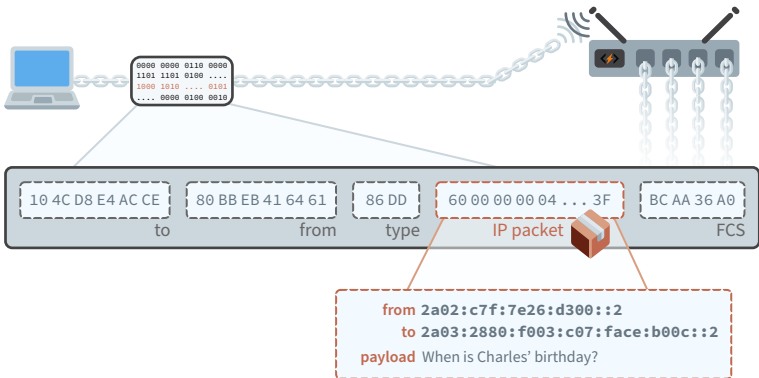 0000 0000 0110 0000
1101 1101 0100 ....
1000 1010 .... 0101
.... 0000 0100 0010
10 4C D8 E4 AC CE
to
80 BB EB 41 64 61
from
86 DD
type
60 00 00 00 04 ... 3F
IP packet
BC AA 36 A0
FCS
from 2a02:c7f:7e26:d300::2
to 2a03:2880:f003:c07:face:b00c::2
payload When is Charles’ birthday?